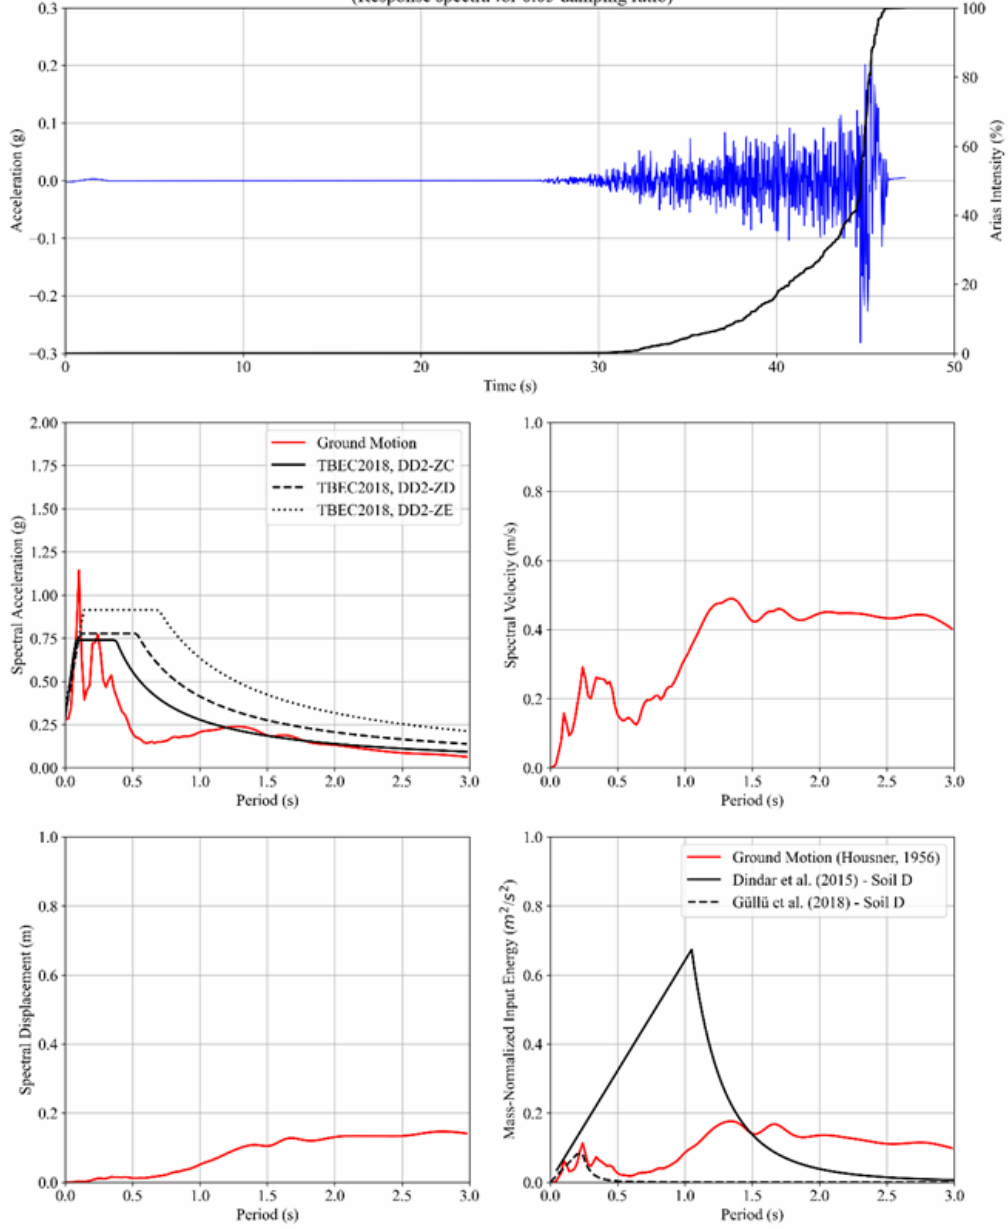 (Response spectra for 0.05 damping ratio)
0.3
0.2
0.1
0.0
−0.1
−0.2
−0.3
Acceleration (g)
100
80
60
40
20
0
Arias Intensity (%)
0 10 20 30 40 50
Time (s)
2.00
1.75
1.50
1.25
1.00
0.75
0.50
0.25
0.00
Spectral Acceleration (g)
Ground Motion
TBEC2018, DD2-ZC
TBEC2018, DD2-ZD
TBEC2018, DD2-ZE
0.0 0.5 1.0 1.5 2.0 2.5 3.0
Period (s)
1.0
0.8
0.6
0.4
0.2
0.0
Spectral Velocity (m/s)
0.0 0.5 1.0 1.5 2.0 2.5 3.0
Period (s)
1.0
0.8
0.6
0.4
0.2
0.0
Spectral Displacement (m)
0.0 0.5 1.0 1.5 2.0 2.5 3.0
Period (s)
1.0
0.8
0.6
0.4
0.2
0.0
Mass-Normalized Input Energy (m²/s²)
Ground Motion (Housner, 1956)
Dindar et al. (2015) - Soil D
Güllü et al. (2018) - Soil D
0.0 0.5 1.0 1.5 2.0 2.5 3.0
Period (s)